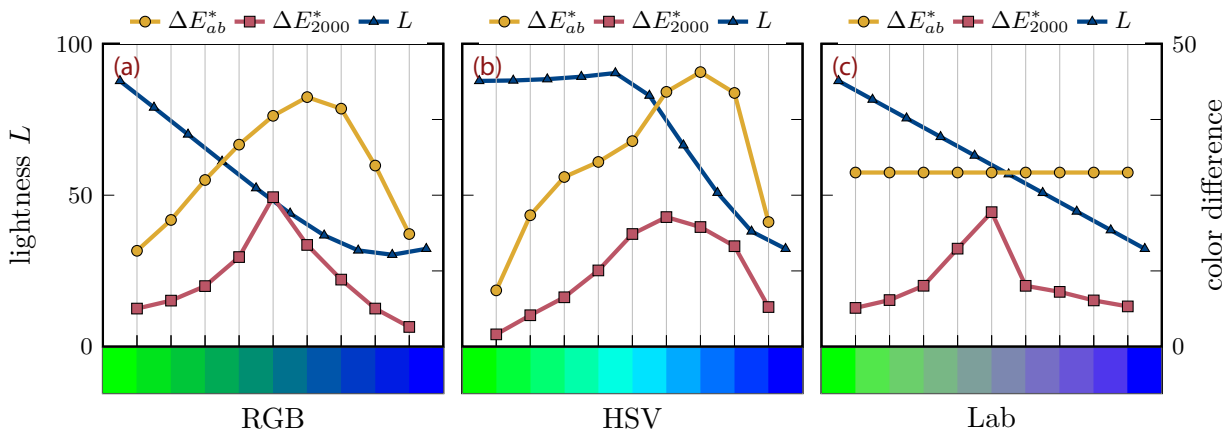 ΔE*ab ΔE*2000 L ΔE*ab ΔE*2000 L ΔE*ab ΔE*2000 L
100 50
(a) (b) (c)
lightness L
color difference
50
0 0
RGB HSV Lab